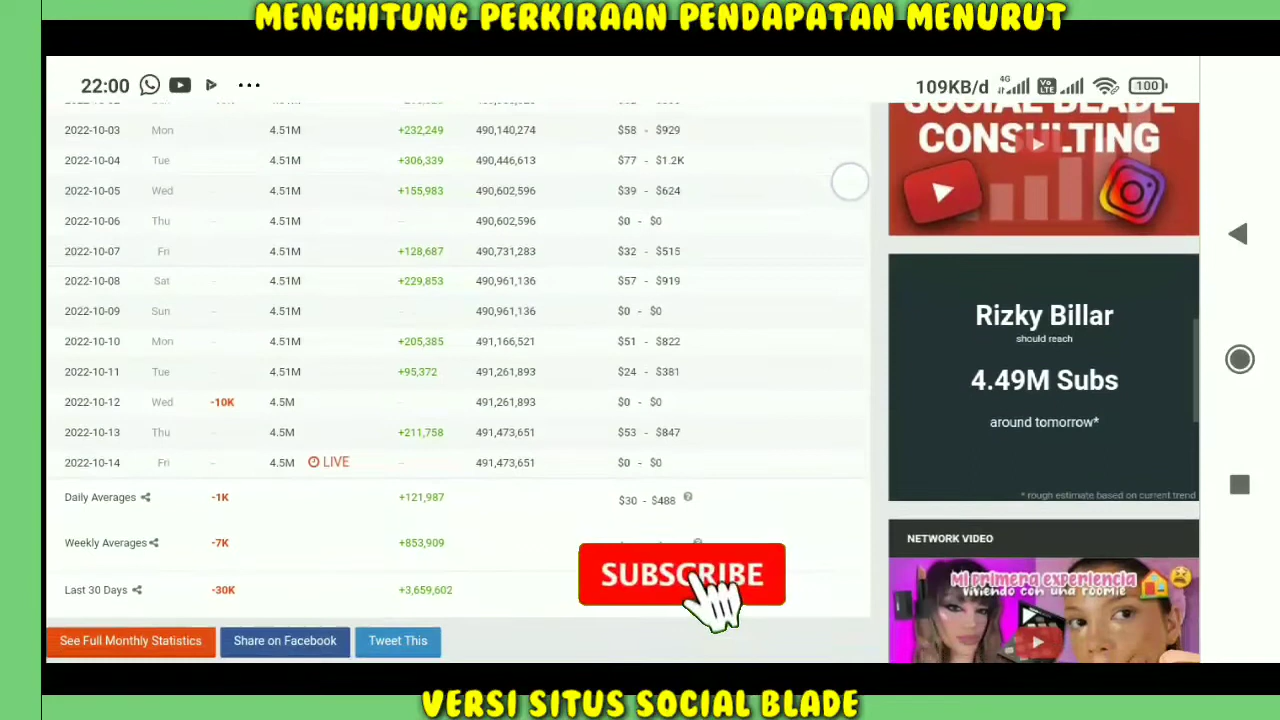 MENGHITUNG PERKIRAAN PENDAPATAN MENURUT
22:00 ... 109KB/d 4G Vo LTE 100
2022-10-03 Mon 4.51M +232,249 490,140,274 $58 - $929
2022-10-04 Tue 4.51M +306,339 490,446,613 $77 - $1.2K
2022-10-05 Wed 4.51M +155,983 490,602,596 $39 - $624
2022-10-06 Thu -- 4.51M -- 490,602,596 $0 - $0
2022-10-07 Fri -- 4.51M +128,687 490,731,283 $32 - $515
2022-10-08 Sat -- 4.51M +229,853 490,961,136 $57 - $919
2022-10-09 Sun -- 4.51M -- 490,961,136 $0 - $0
2022-10-10 Mon -- 4.51M +205,385 491,166,521 $51 - $822
2022-10-11 Tue -- 4.51M +95,372 491,261,893 $24 - $381
2022-10-12 Wed -10K 4.5M -- 491,261,893 $0 - $0
2022-10-13 Thu -- 4.5M +211,758 491,473,651 $53 - $847
2022-10-14 Fri -- 4.5M LIVE -- 491,473,651 $0 - $0
Daily Averages -1K +121,987 $30 - $488
Weekly Averages -7K +853,909
Last 30 Days -30K +3,659,602
SUBSCRIBE
See Full Monthly Statistics
Share on Facebook
Tweet This
SOCIAL BLADE
CONSULTING
Rizky Billar
should reach
4.49M Subs
around tomorrow*
* rough estimate based on current trend
NETWORK VIDEO
Mi primera experiencia
viviendo con una roomie
VERSI SITUS SOCIAL BLADE